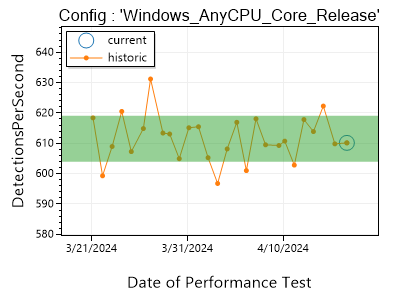 Config : 'Windows_AnyCPU_Core_Release'
current
historic
DetectionsPerSecond
640
630
620
610
600
590
580
3/21/2024
3/31/2024
4/10/2024
Date of Performance Test